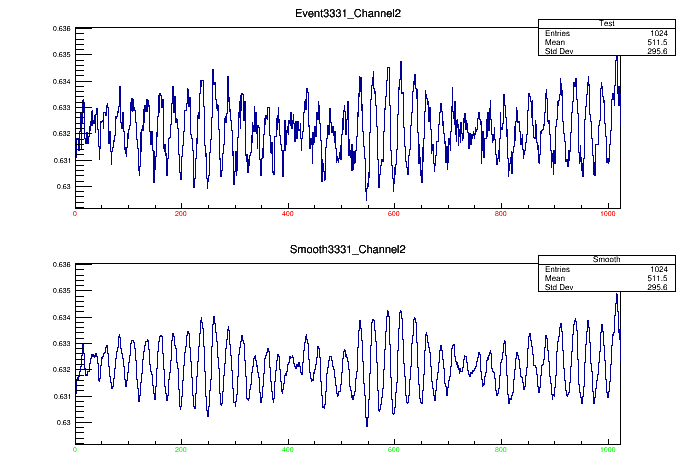 Event3331_Channel2
Test
Entries 1024
Mean 511.5
Std Dev 295.6
0.636
0.635
0.634
0.633
0.632
0.631
0.63
0 200 400 600 800 1000
Smooth3331_Channel2
Smooth
Entries 1024
Mean 511.5
Std Dev 295.6
0.636
0.635
0.634
0.633
0.632
0.631
0.63
0 200 400 600 800 1000